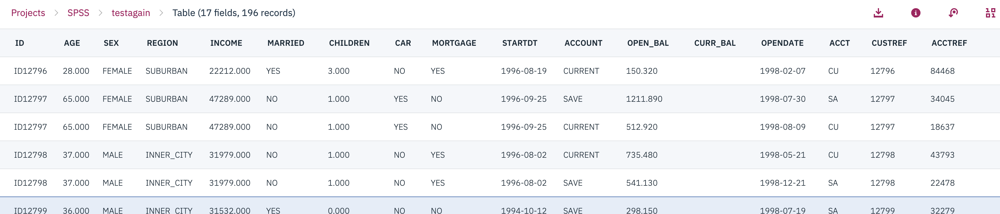 Projects > SPSS > testagain > Table (17 fields, 196 records)
ID AGE SEX REGION INCOME MARRIED CHILDREN CAR MORTGAGE STARTDT ACCOUNT OPEN_BAL CURR_BAL OPENDATE ACCT CUSTREF ACCTREF
ID12796 28.000 FEMALE SUBURBAN 22212.000 YES 3.000 NO YES 1996-08-19 CURRENT 150.320 1998-02-07 CU 12796 84468
ID12797 65.000 FEMALE SUBURBAN 47289.000 NO 1.000 YES NO 1996-09-25 SAVE 1211.890 1998-07-30 SA 12797 34045
ID12797 65.000 FEMALE SUBURBAN 47289.000 NO 1.000 YES NO 1996-09-25 CURRENT 512.920 1998-08-09 CU 12797 18637
ID12798 37.000 MALE INNER_CITY 31979.000 NO 1.000 NO YES 1996-08-02 CURRENT 735.480 1998-05-21 CU 12798 43793
ID12798 37.000 MALE INNER_CITY 31979.000 NO 1.000 NO YES 1996-08-02 SAVE 541.130 1998-12-21 SA 12798 22478
ID12799 36.000 MALE INNER_CITY 31532.000 YES 0.000 NO NO 1994-10-12 SAVE 298.150 1998-07-19 SA 12799 32279